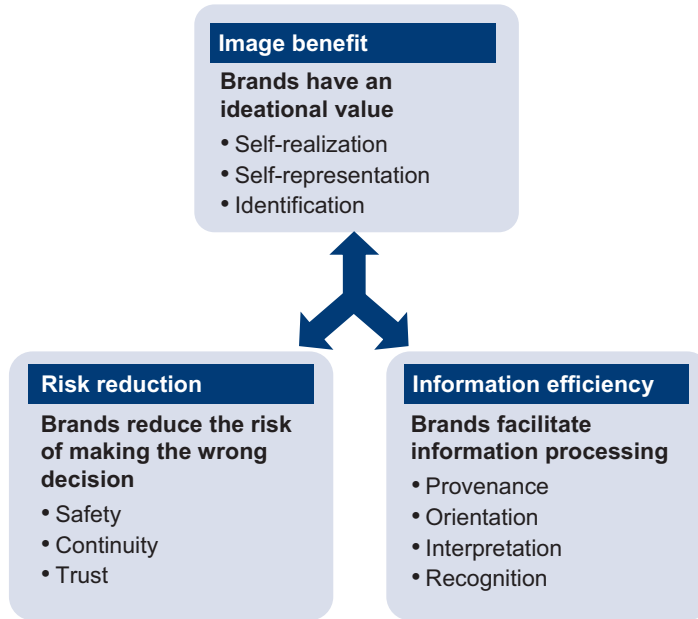 Image benefit
Brands have an
ideational value
• Self-realization
• Self-representation
• Identification
Risk reduction
Brands reduce the risk
of making the wrong
decision
• Safety
• Continuity
• Trust
Information efficiency
Brands facilitate
information processing
• Provenance
• Orientation
• Interpretation
• Recognition